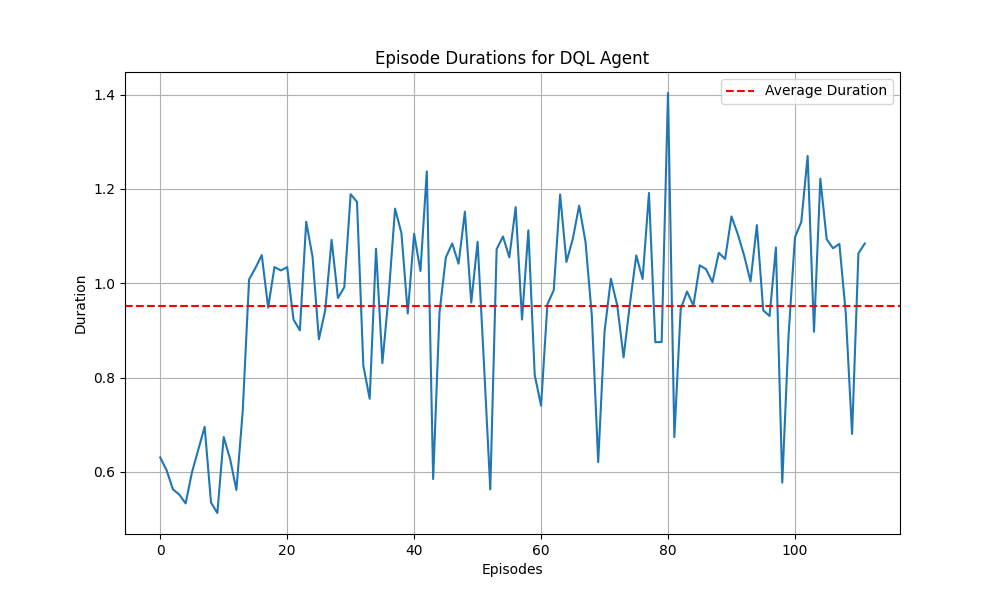 Episode Durations for DQL Agent
Average Duration
1.4
1.2
1.0
0.8
0.6
Duration
0 20 40 60 80 100
Episodes